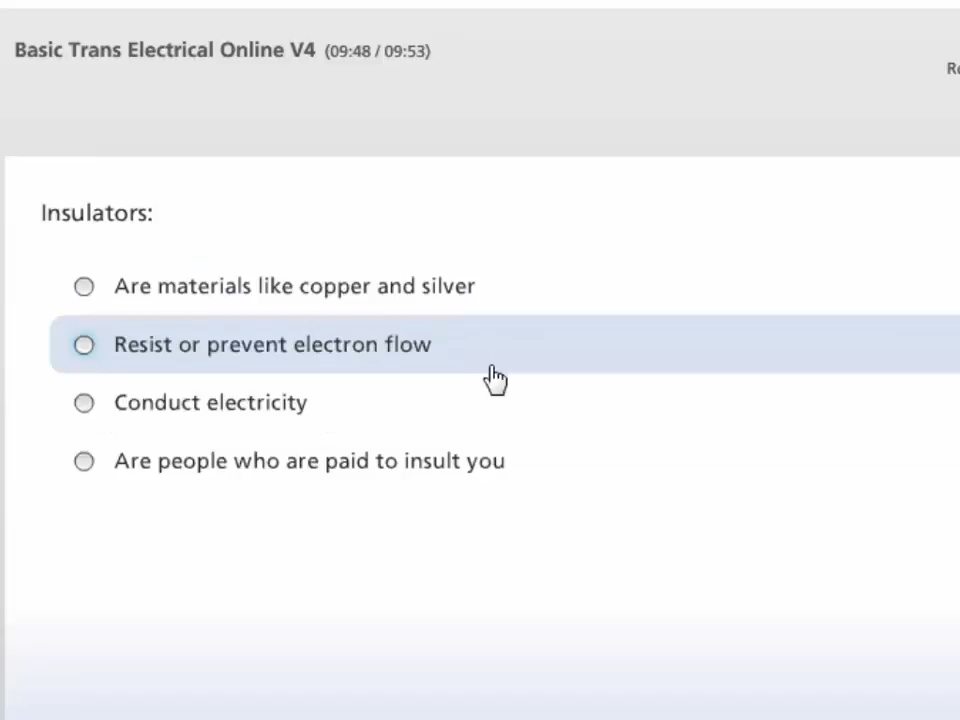 Basic Trans Electrical Online V4 (09:48 / 09:53)
Insulators:
Are materials like copper and silver
Resist or prevent electron flow
Conduct electricity
Are people who are paid to insult you